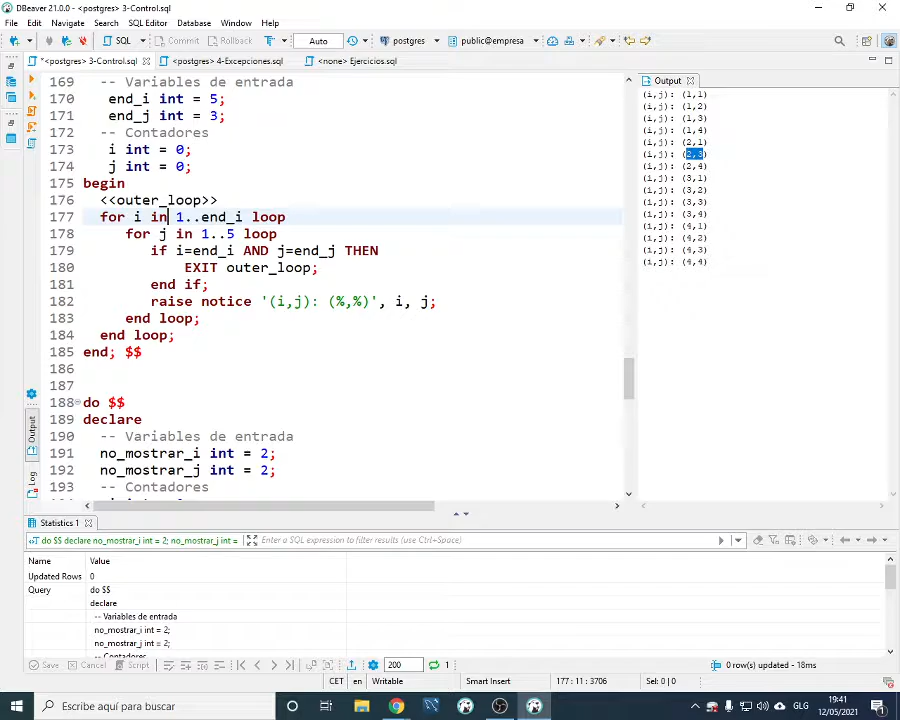 DBeaver 21.0.0 - <postgres> 3-Control.sql
File Edit Navigate Search SQL Editor Database Window Help
SQL Commit Rollback T Auto postgres public@empresa
*<postgres> 3-Control.sql <postgres> 4-Excepciones.sql <none> Ejercicios.sql
169 -- Variables de entrada
170 end_i int = 5;
171 end_j int = 3;
172 -- Contadores
173 i int = 0;
174 j int = 0;
175 begin
176 <<outer_loop>>
177 for i in 1..end_i loop
178 for j in 1..5 loop
179 if i=end_i AND j=end_j THEN
180 EXIT outer_loop;
181 end if;
182 raise notice '(i,j): (%,%)', i, j;
183 end loop;
184 end loop;
185 end; $$
186
187
188 do $$
189 declare
190 -- Variables de entrada
191 no_mostrar_i int = 2;
192 no_mostrar_j int = 2;
193 -- Contadores
Output
Log
Output
(i,j): (1,1)
(i,j): (1,2)
(i,j): (1,3)
(i,j): (1,4)
(i,j): (2,1)
(i,j): (2,3)
(i,j): (2,4)
(i,j): (3,1)
(i,j): (3,2)
(i,j): (3,3)
(i,j): (3,4)
(i,j): (4,1)
(i,j): (4,2)
(i,j): (4,3)
(i,j): (4,4)
Statistics 1
do $$ declare no_mostrar_i int = 2; no_mostrar_j int = Enter a SQL expression to filter results (use Ctrl+Space)
Name Value
Updated Rows 0
Query do $$
declare
-- Variables de entrada
no_mostrar_i int = 2;
no_mostrar_j int = 2;
-- Contadores
Save Cancel Script 200 1 0 row(s) updated - 18ms
CET en Writable Smart Insert 177 : 11 : 3706 Sel: 0 | 0
Escribe aquí para buscar
GLG
19:41
12/05/2021
1